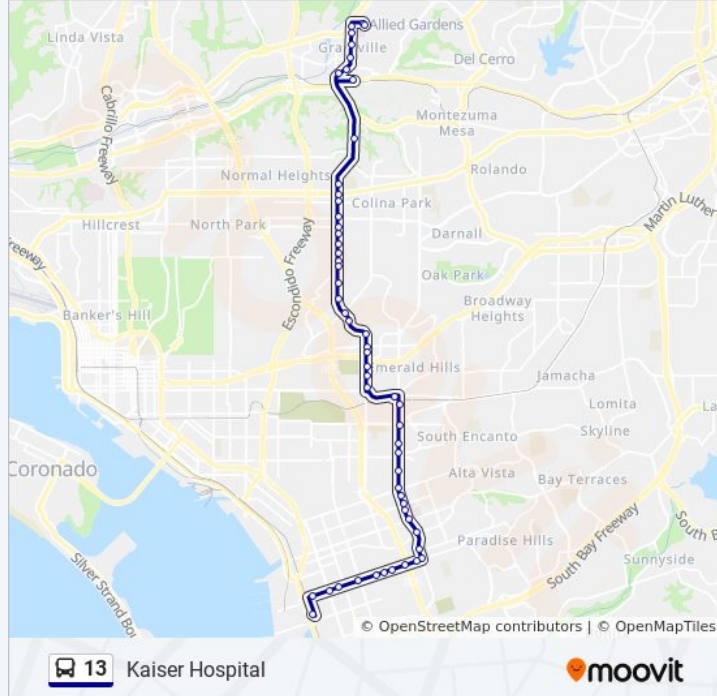 Linda Vista
Allied Gardens
Grantville
Del Cerro
Cabrillo Freeway
Montezuma
Mesa
Normal Heights
Rolando
Colina Park
Martin Luther
Hillcrest
North Park
Escondido Freeway
Darnall
Freeway
Oak Park
Banker's Hill
Broadway
Heights
Emerald Hills
Jamacha
Lomita
La
Coronado
South Encanto
Skyline
Alta Vista
Bay Terraces
Silver Strand Bou
Paradise Hills
South Bay Freeway
South B
Sunnyside
© OpenStreetMap contributors | © OpenMapTiles
13 Kaiser Hospital
moovit